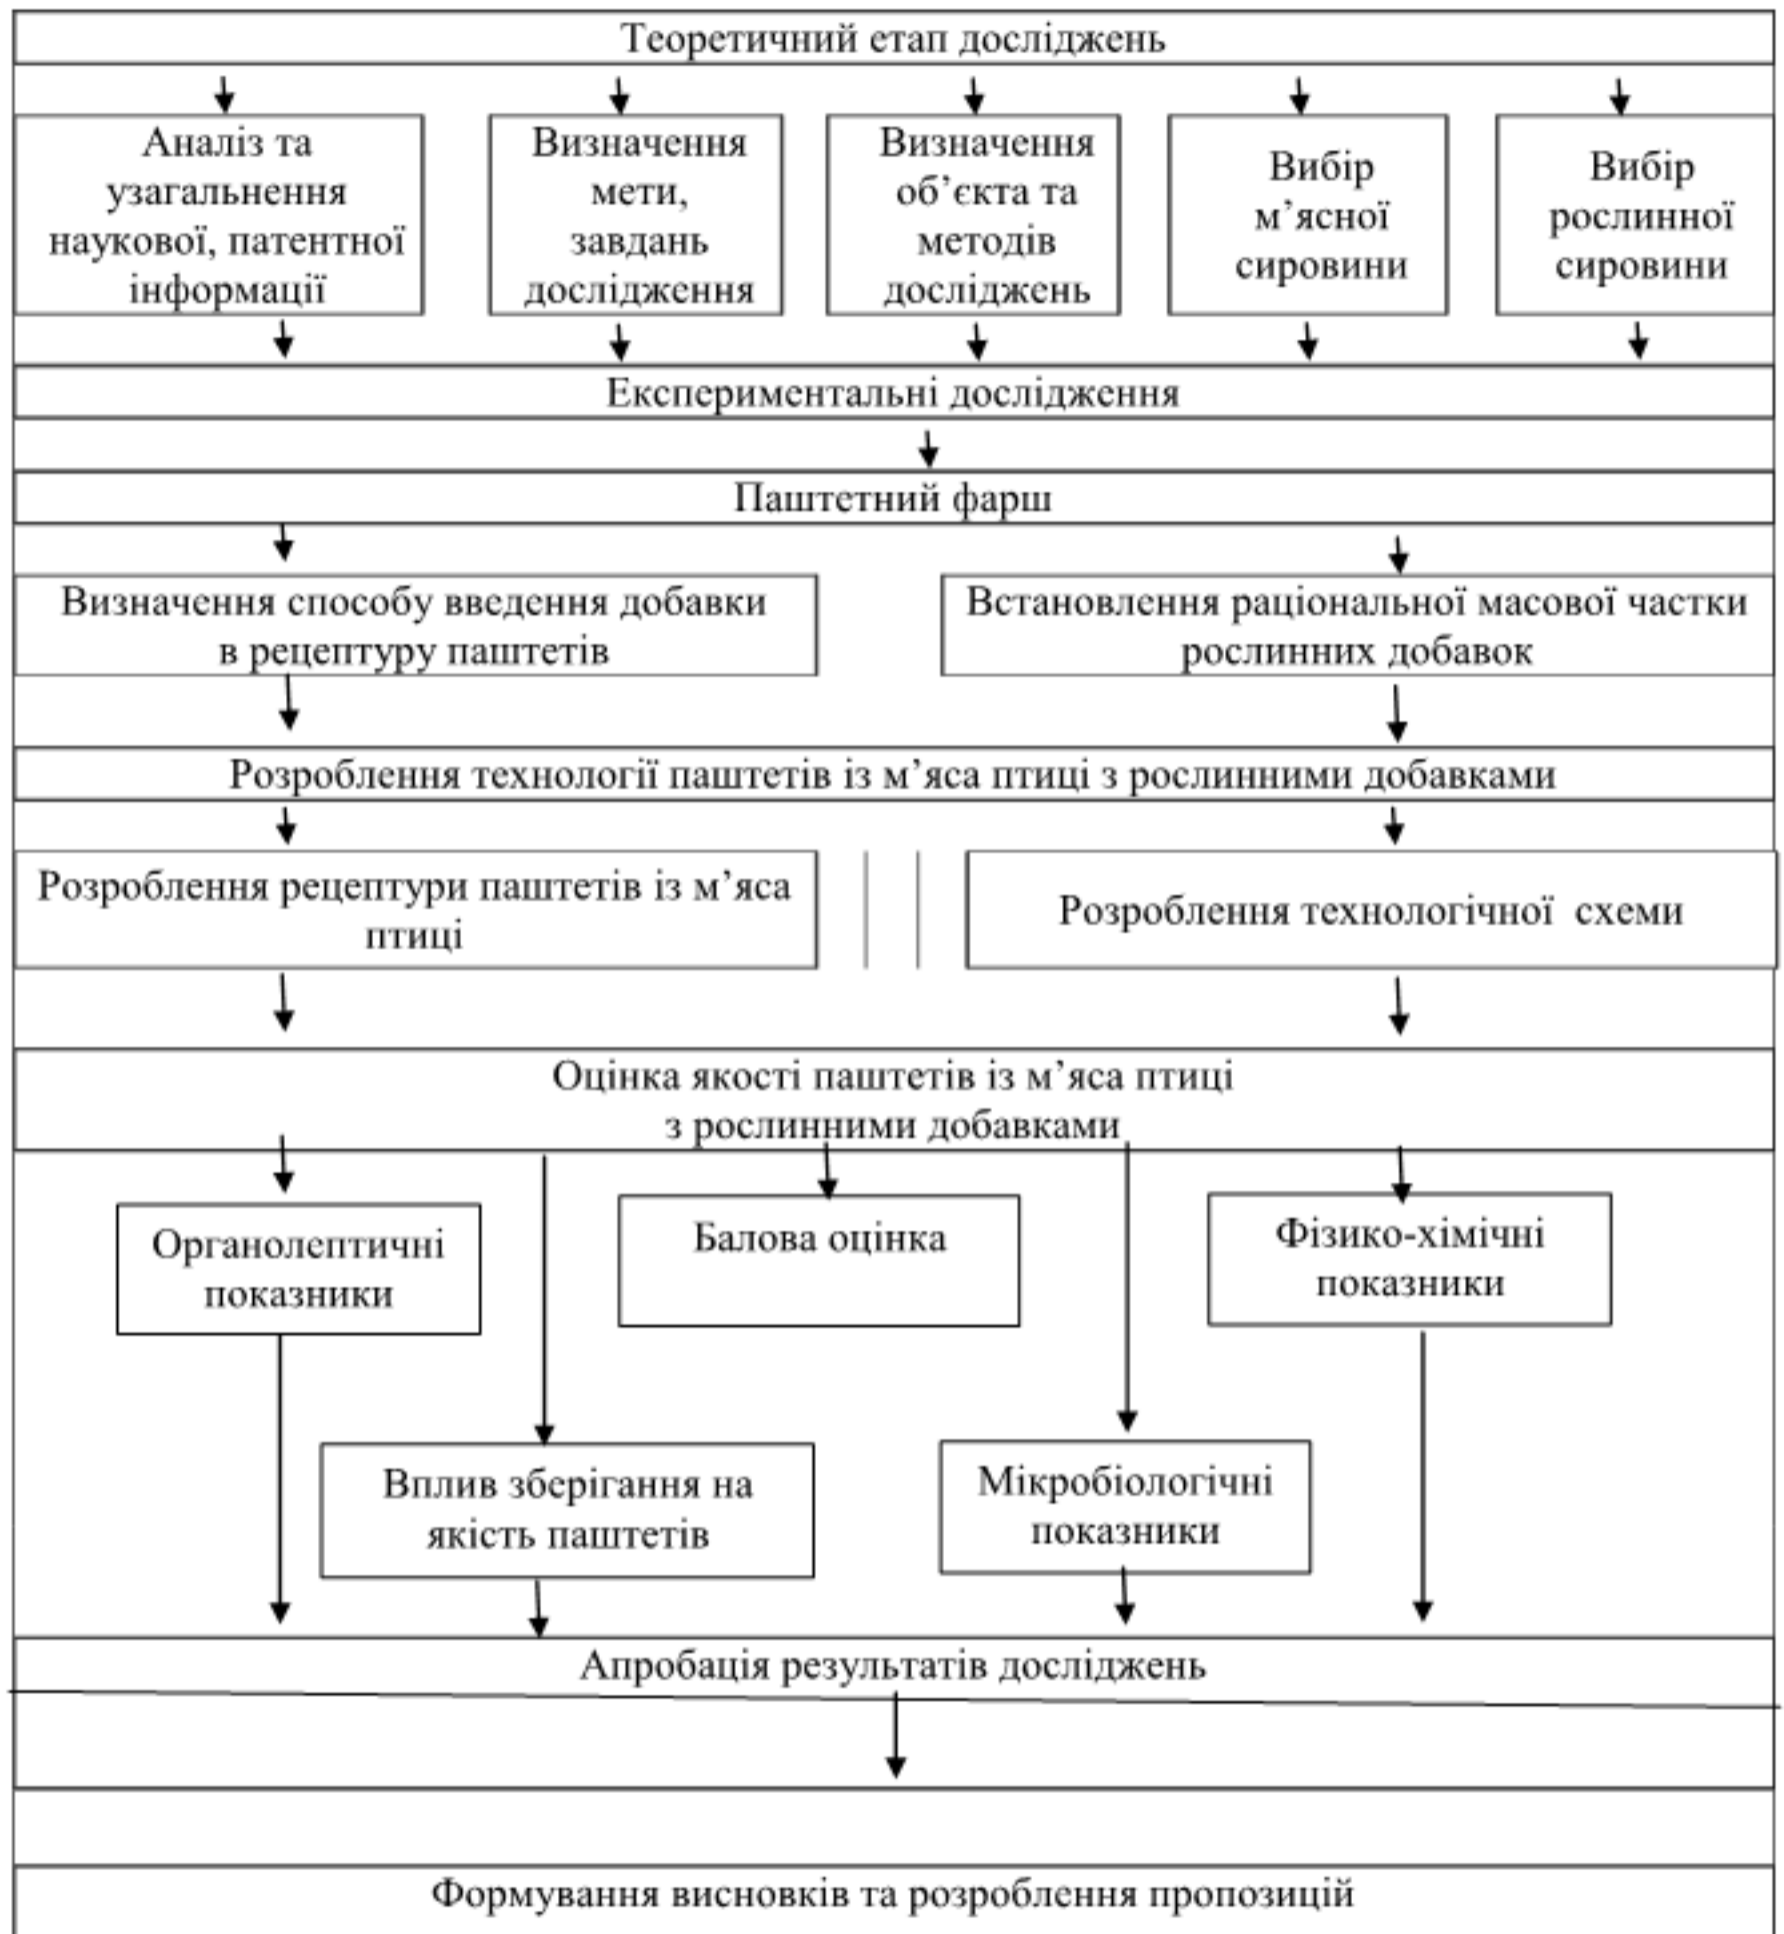 Теоретичний етап досліджень
Аналіз та
узагальнення
наукової, патентної
інформації
Визначення
мети,
завдань
дослідження
Визначення
об’єкта та
методів
досліджень
Вибір
м’ясної
сировини
Вибір
рослинної
сировини
Експериментальні дослідження
Паштетний фарш
Визначення способу введення добавки
в рецептуру паштетів
Встановлення раціональної масової частки
рослинних добавок
Розроблення технології паштетів із м’яса птиці з рослинними добавками
Розроблення рецептури паштетів із м’яса
птиці
Розроблення технологічної схеми
Оцінка якості паштетів із м’яса птиці
з рослинними добавками
Органолептичні
показники
Балова оцінка
Фізико-хімічні
показники
Вплив зберігання на
якість паштетів
Мікробіологічні
показники
Апробація результатів досліджень
Формування висновків та розроблення пропозицій